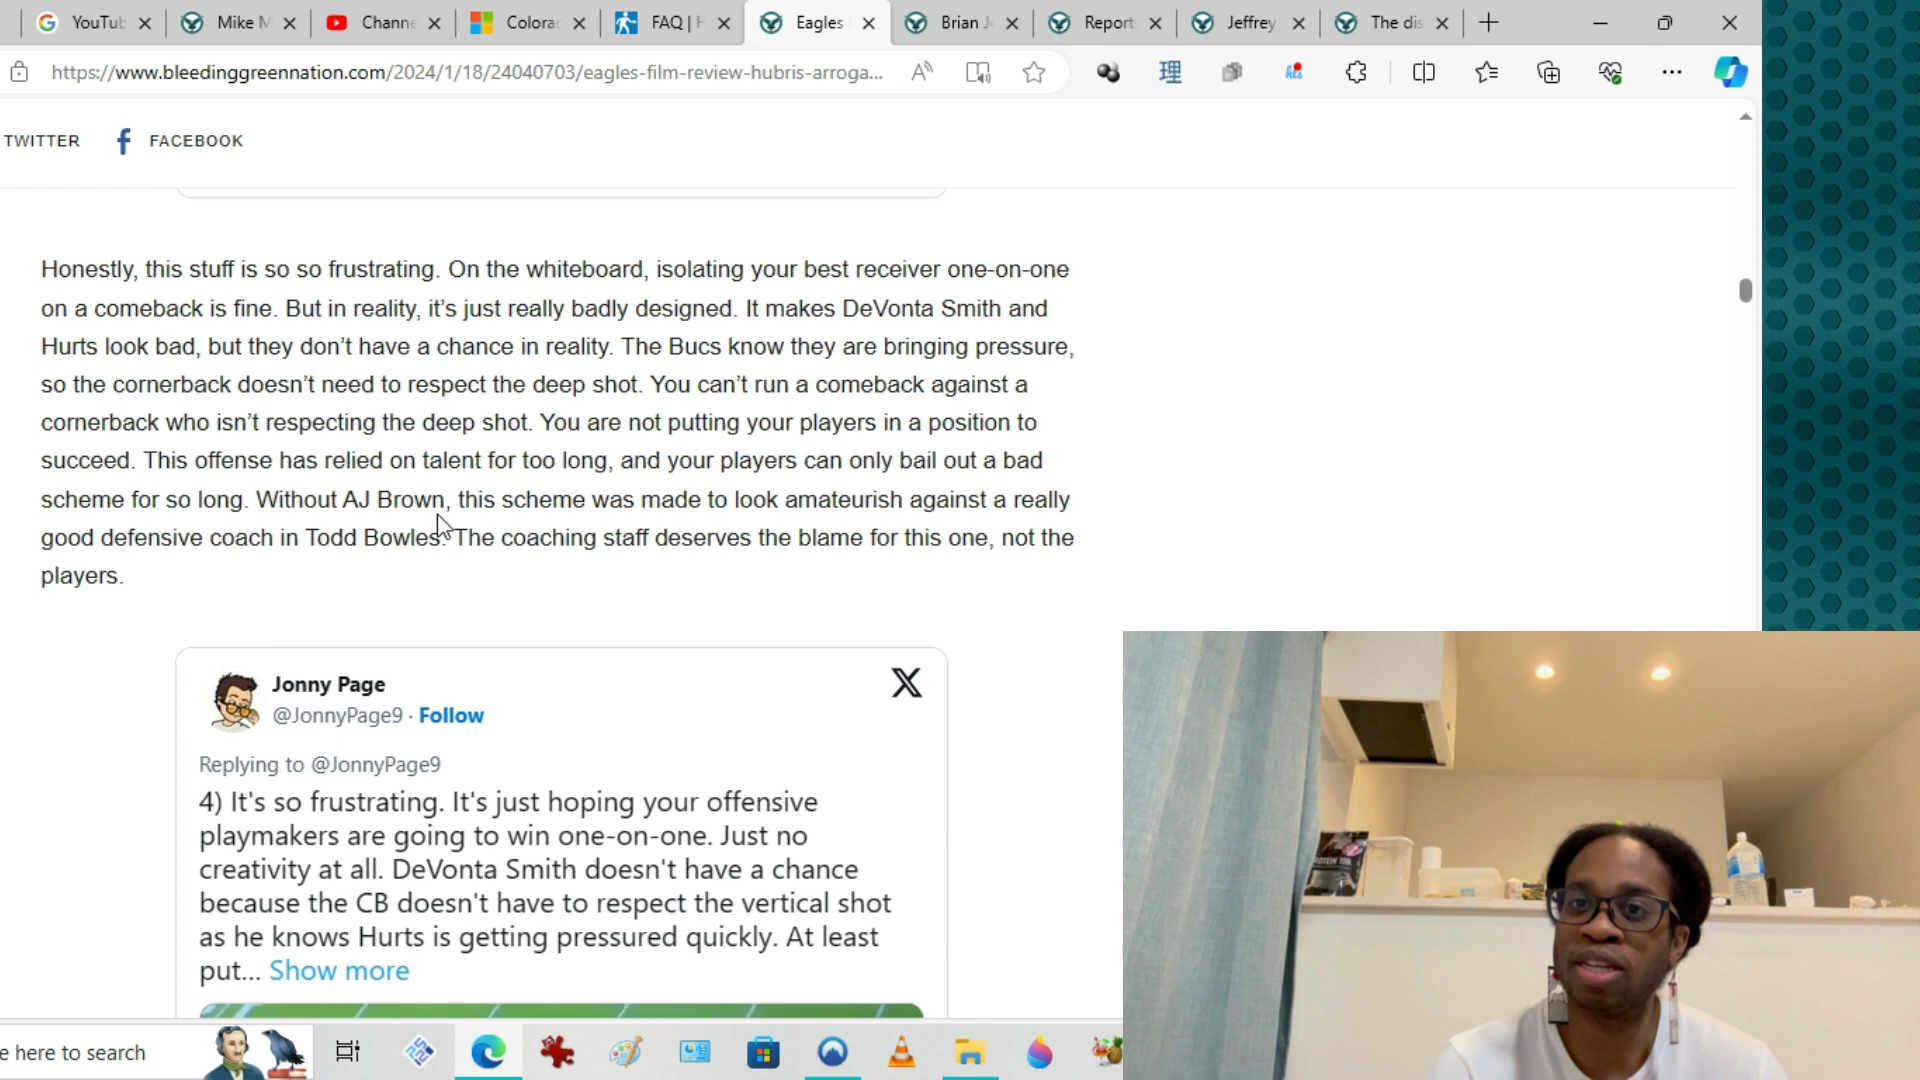 YouTub
Mike M
Channe
Colorac
FAQ | H
Eagles
Brian J
Report:
Jeffrey
The dis
https://www.bleedinggreennation.com/2024/1/18/24040703/eagles-film-review-hubris-arroga...
TWITTER
FACEBOOK
Honestly, this stuff is so so frustrating. On the whiteboard, isolating your best receiver one-on-one
on a comeback is fine. But in reality, it’s just really badly designed. It makes DeVonta Smith and
Hurts look bad, but they don’t have a chance in reality. The Bucs know they are bringing pressure,
so the cornerback doesn’t need to respect the deep shot. You can’t run a comeback against a
cornerback who isn’t respecting the deep shot. You are not putting your players in a position to
succeed. This offense has relied on talent for too long, and your players can only bail out a bad
scheme for so long. Without AJ Brown, this scheme was made to look amateurish against a really
good defensive coach in Todd Bowles. The coaching staff deserves the blame for this one, not the
players.
Jonny Page
@JonnyPage9 · Follow
Replying to @JonnyPage9
4) It's so frustrating. It's just hoping your offensive
playmakers are going to win one-on-one. Just no
creativity at all. DeVonta Smith doesn't have a chance
because the CB doesn't have to respect the vertical shot
as he knows Hurts is getting pressured quickly. At least
put... Show more
e here to search